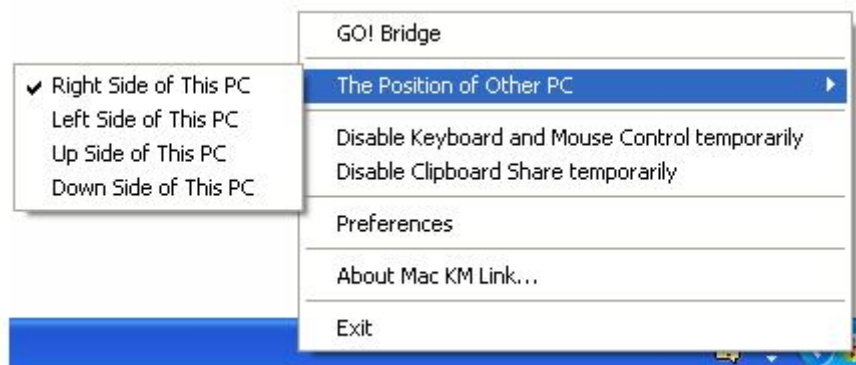 GO! Bridge
The Position of Other PC
Right Side of This PC
Left Side of This PC
Up Side of This PC
Down Side of This PC
Disable Keyboard and Mouse Control temporarily
Disable Clipboard Share temporarily
Preferences
About Mac KM Link...
Exit